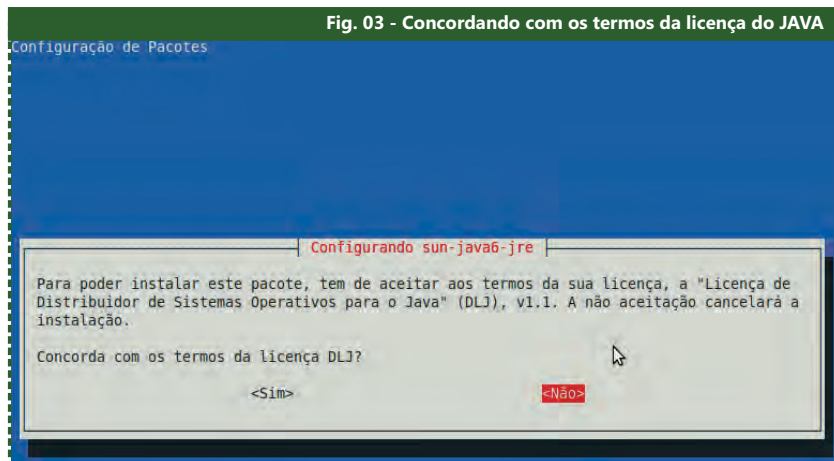 Fig. 03 - Concordando com os termos da licença do JAVA
Configuração de Pacotes
Configurando sun-java6-jre
Para poder instalar este pacote, tem de aceitar aos termos da sua licença, a "Licença de
Distribuidor de Sistemas Operativos para o Java" (DLJ), v1.1. A não aceitação cancelará a
instalação.
Concorda com os termos da licença DLJ?
<Sim> <Não>